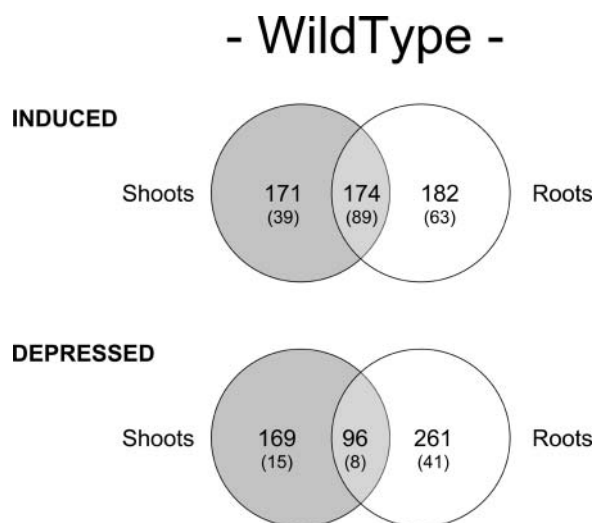 - WildType -
INDUCED
Shoots 171 174 182 Roots
(39) (89) (63)
DEPRESSED
Shoots 169 96 261 Roots
(15) (8) (41)